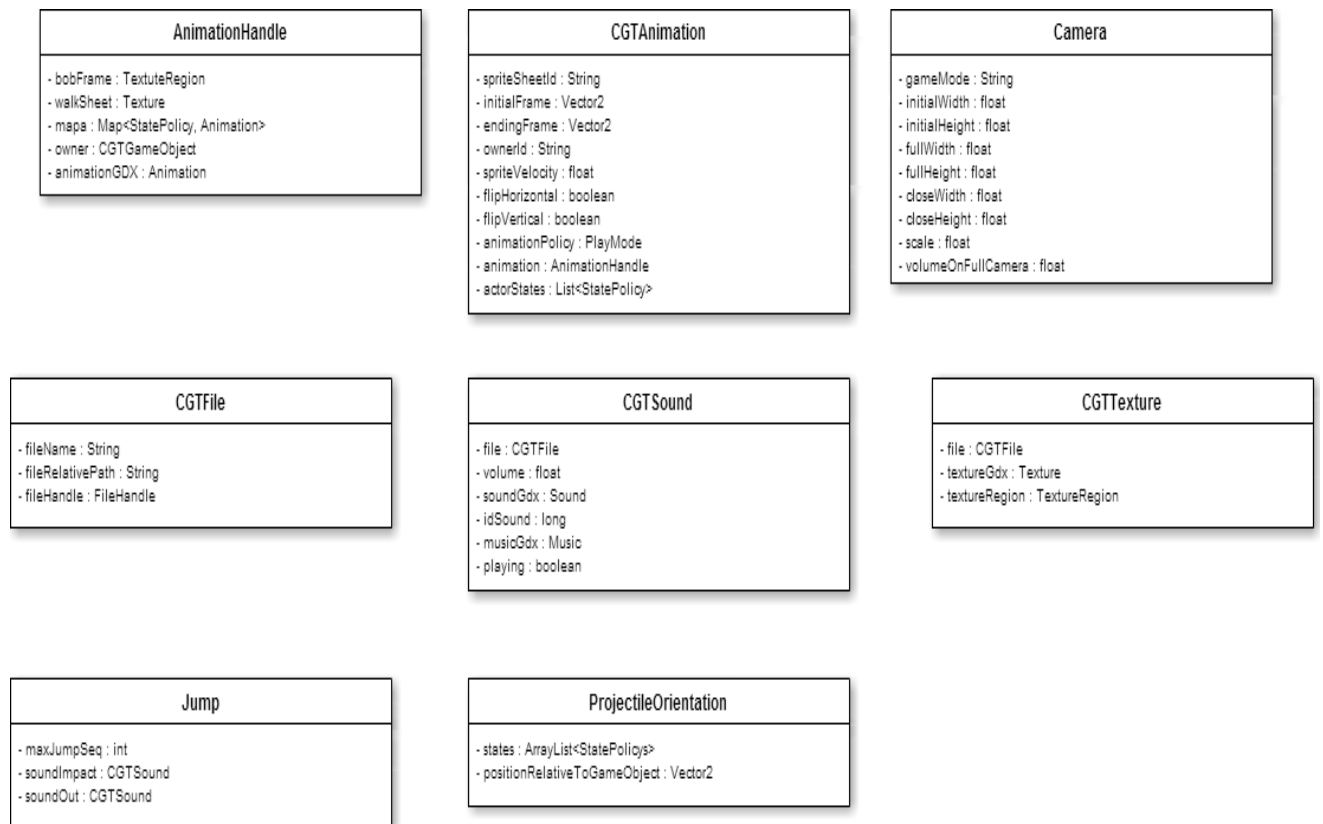 AnimationHandle
- bobFrame : TextuteRegion
- walkSheet : Texture
- mapa : Map<StatePolicy, Animation>
- owner : CGTGameObject
- animationGDX : Animation
CGTAnimation
- spriteSheetId : String
- initialFrame : Vector2
- endingFrame : Vector2
- ownerId : String
- spriteVelocity : float
- flipHorizontal : boolean
- flipVertical : boolean
- animationPolicy : PlayMode
- animation : AnimationHandle
- actorStates : List<StatePolicy>
Camera
- gameMode : String
- initialWidth : float
- initialHeight : float
- fullWidth : float
- fullHeight : float
- closeWidth : float
- closeHeight : float
- scale : float
- volumeOnFullCamera : float
CGTFile
- fileName : String
- fileRelativePath : String
- fileHandle : FileHandle
CGTSound
- file : CGTFile
- volume : float
- soundGdx : Sound
- idSound : long
- musicGdx : Music
- playing : boolean
CGTTexture
- file : CGTFile
- textureGdx : Texture
- textureRegion : TextureRegion
Jump
- maxJumpSeq : int
- soundImpact : CGTSound
- soundOut : CGTSound
ProjectileOrientation
- states : ArrayList<StatePolicys>
- positionRelativeToGameObject : Vector2